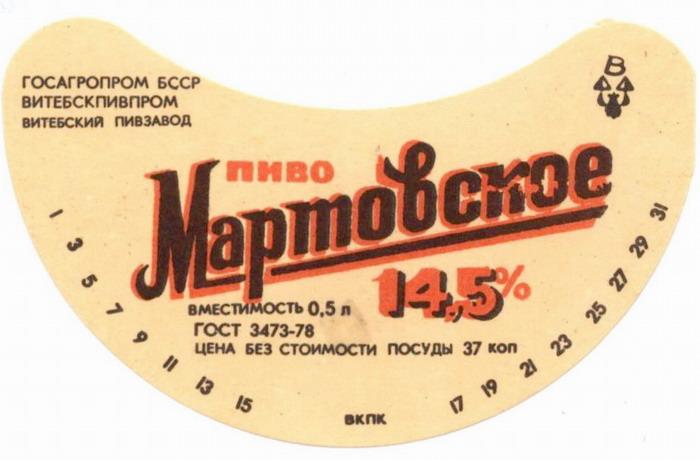 ГОСАГРОПРОМ БССР
ВИТЕБСКПИВПРОМ
ВИТЕБСКИЙ ПИВЗАВОД
В
ПИВО
Мартовское
14,5%
ВМЕСТИМОСТЬ 0,5 л
ГОСТ 3473-78
ЦЕНА БЕЗ СТОИМОСТИ ПОСУДЫ 37 коп
1 3 5 7 9 11 13 15
ВКПК
17 19 21 23 25 27 29 31